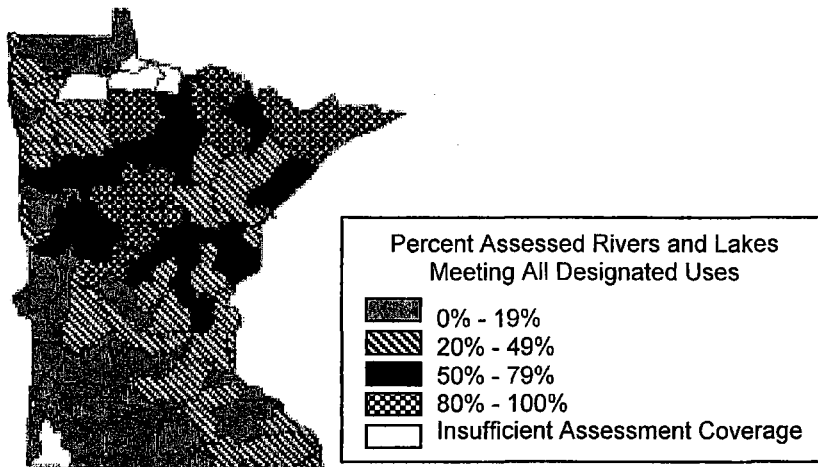 Percent Assessed Rivers and Lakes
Meeting All Designated Uses
0% - 19%
20% - 49%
50% - 79%
80% - 100%
Insufficient Assessment Coverage